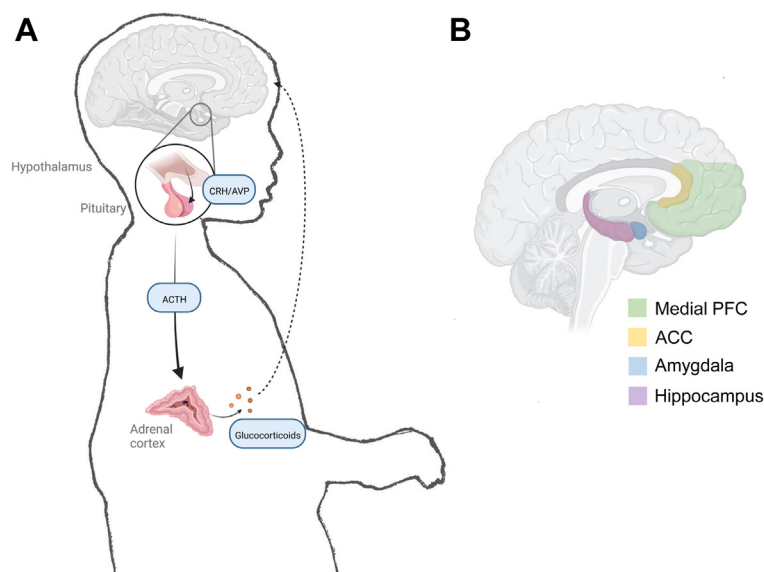 A
Hypothalamus
CRH/AVP
Pituitary
ACTH
Adrenal
cortex
Glucocorticoids
B
Medial PFC
ACC
Amygdala
Hippocampus